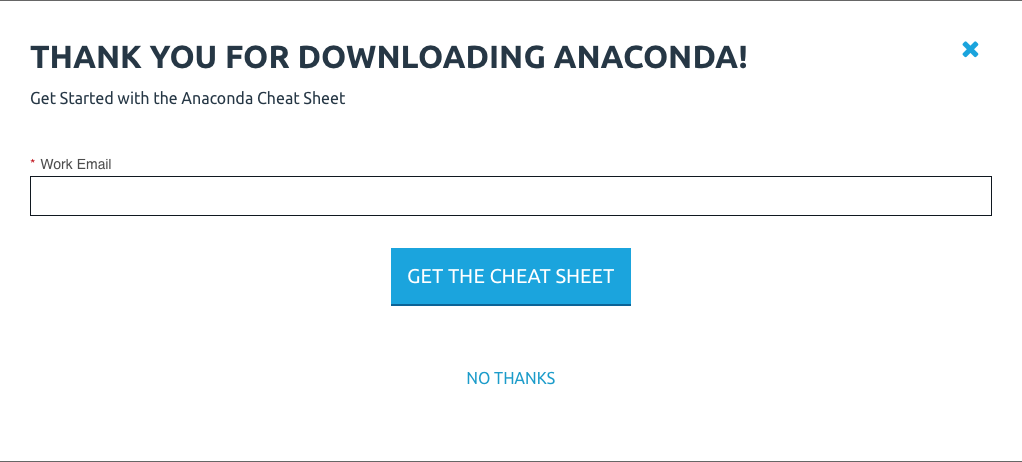 THANK YOU FOR DOWNLOADING ANACONDA!
Get Started with the Anaconda Cheat Sheet
* Work Email
GET THE CHEAT SHEET
NO THANKS